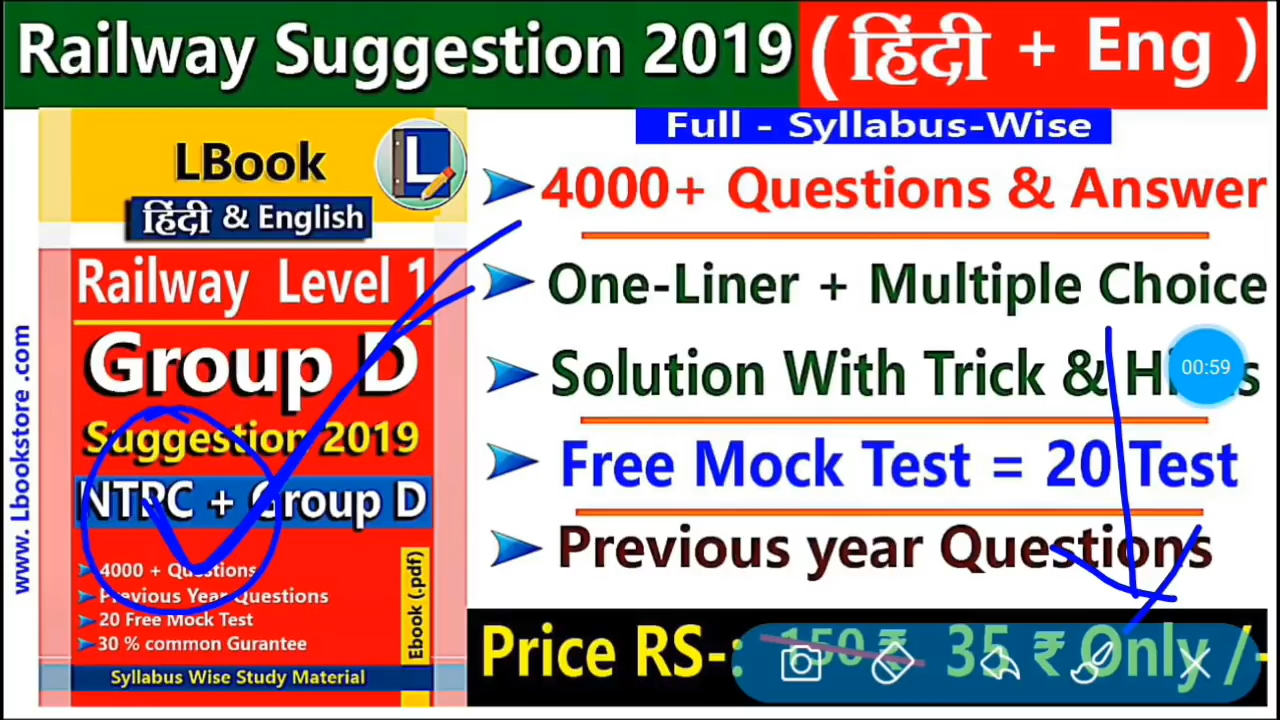 Railway Suggestion 2019 ( हिंदी + Eng )
Full - Syllabus-Wise
LBook
L
हिंदी & English
Railway Level 1
Group D
Suggestion 2019
NTPC + Group D
4000 + Questions
Previous Year Questions
20 Free Mock Test
30 % common Gurantee
Ebook (.pdf)
Syllabus Wise Study Material
www. Lbookstore .com
4000+ Questions & Answer
One-Liner + Multiple Choice
Solution With Trick &
00:59
Free Mock Test = 20 Test
Previous year Questions
Price RS-: 150 ₹ 35 ₹ Only /-